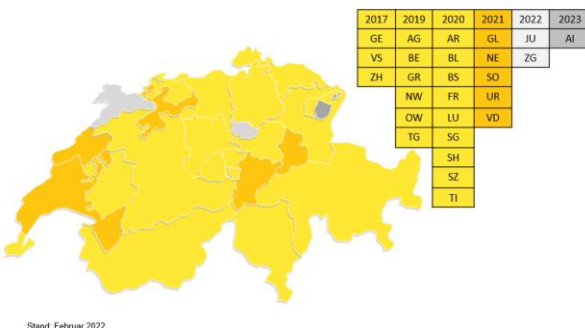 2017 2019 2020 2021 2022 2023
GE AG AR GL JU AI
VS BE BL NE ZG
ZH GR BS SO
NW FR UR
OW LU VD
TG SG
SH
SZ
TI
Stand: Februar 2022